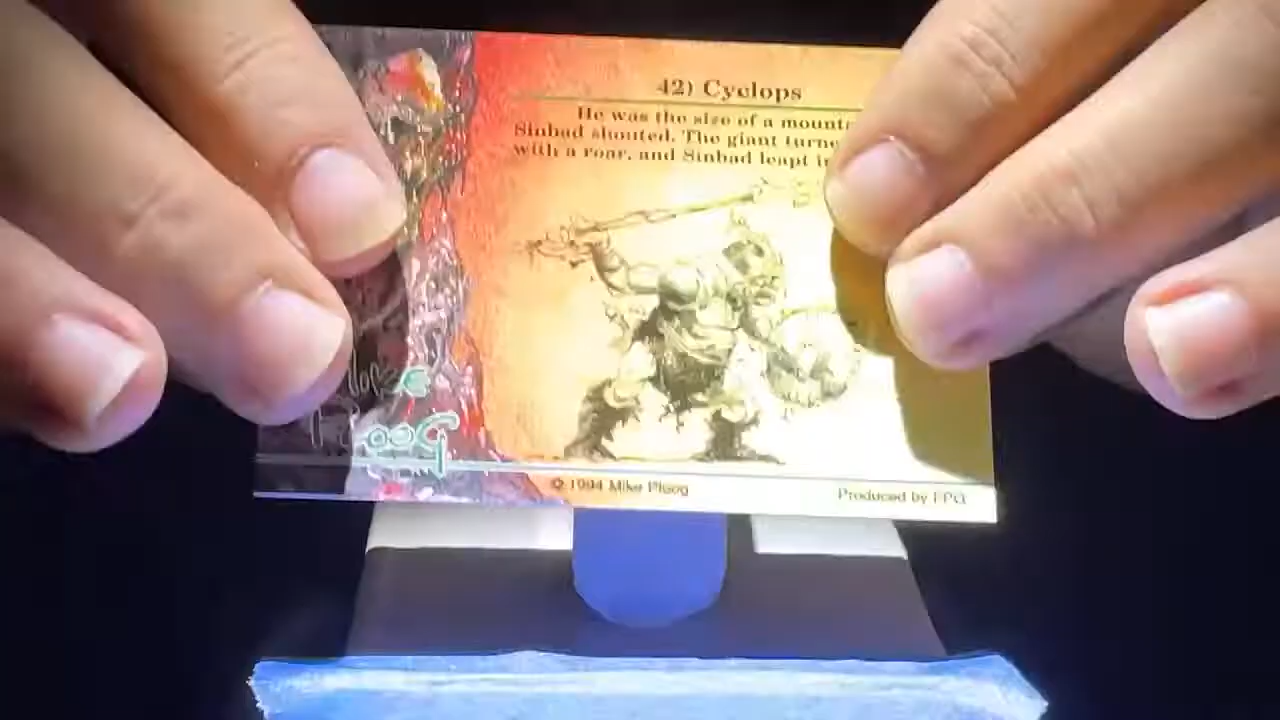 42) Cyclops
He was the size of a mounta
Sinbad shouted. The giant turne
with a roar, and Sinbad leapt
© 1994 Mike Ploog
Produced by FPG